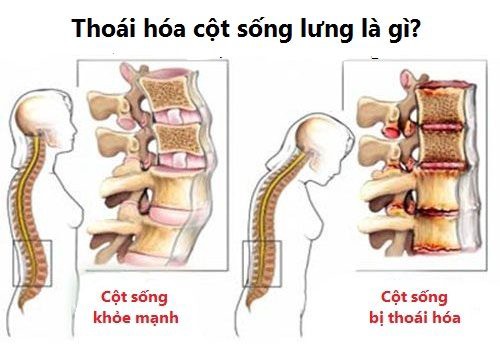 Thoái hóa cột sống lưng là gì?
Cột sống
khỏe mạnh
Cột sống
bị thoái hóa